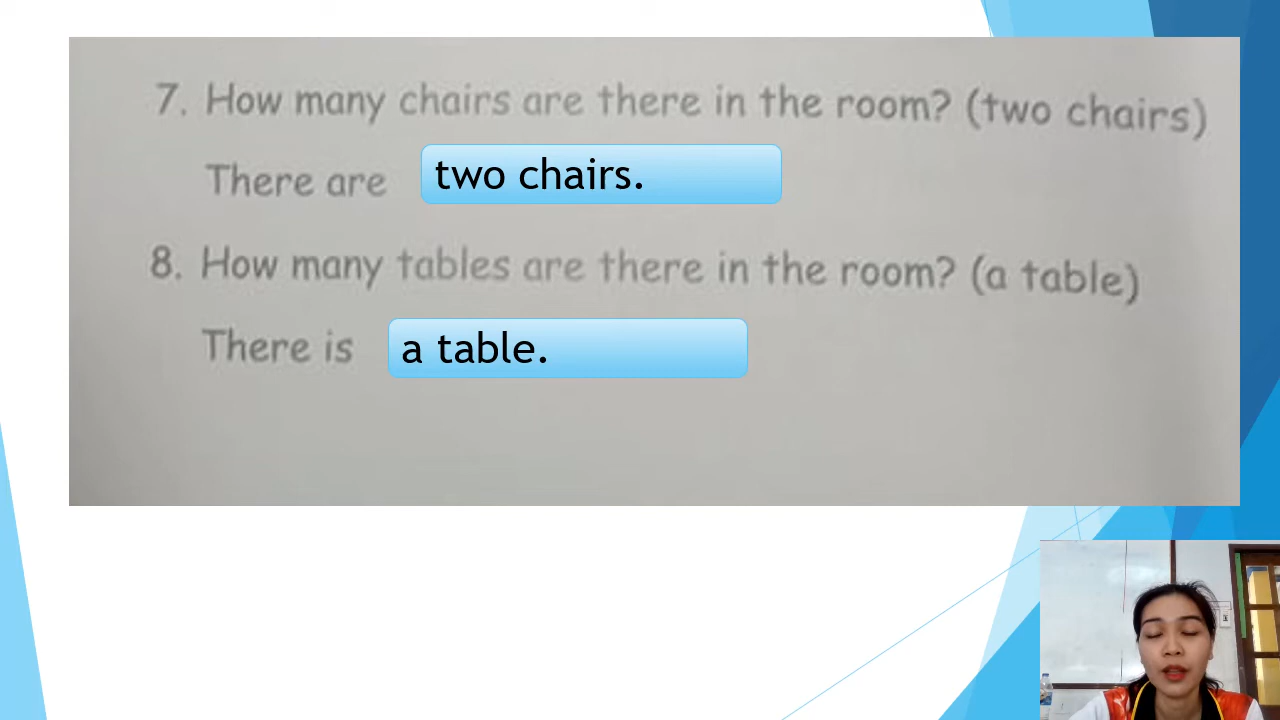 7. How many chairs are there in the room? (two chairs)
There are two chairs.
8. How many tables are there in the room? (a table)
There is a table.